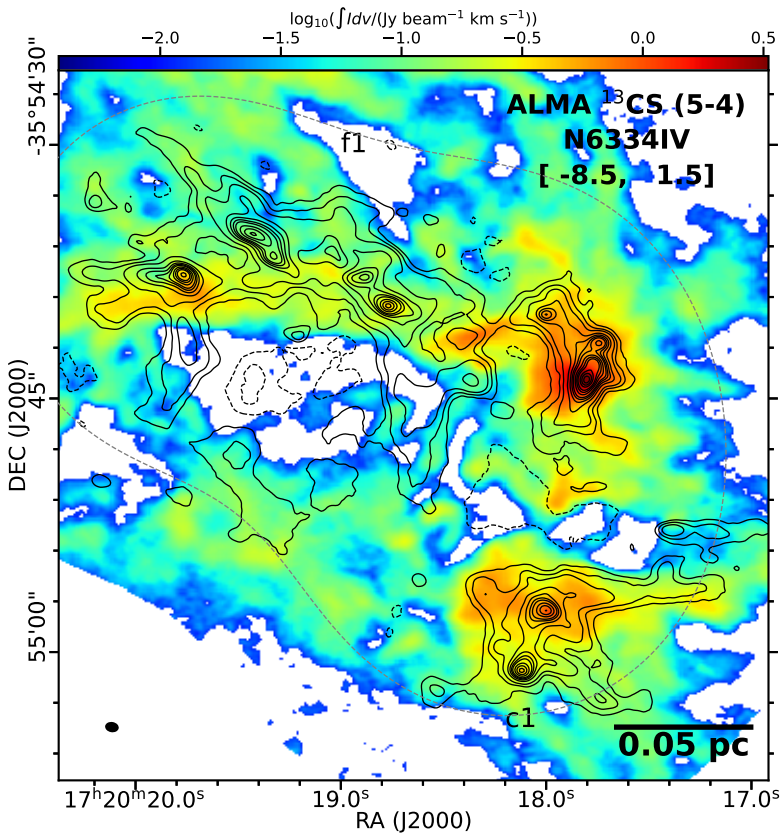 log₁₀(∫Idv/(Jy beam⁻¹ km s⁻¹))
−2.0 −1.5 −1.0 −0.5 0.0 0.5
-35°54'30"
ALMA ¹³CS (5-4)
f1
N6334IV
[ -8.5, 1.5]
45"
DEC (J2000)
55'00"
c1
0.05 pc
17ʰ20ᵐ20.0ˢ 19.0ˢ 18.0ˢ 17.0ˢ
RA (J2000)